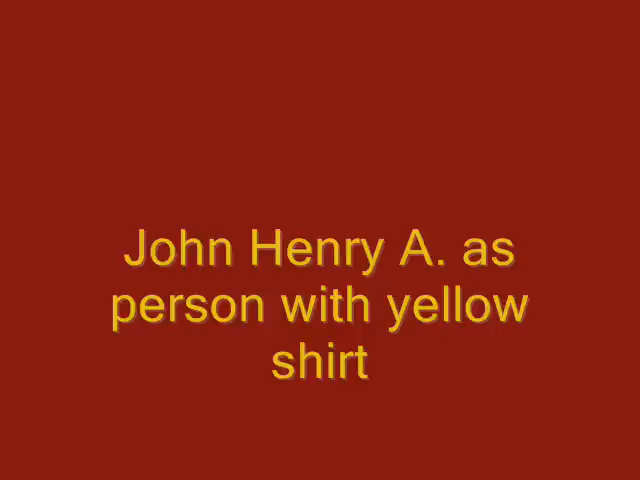 John Henry A. as
person with yellow
shirt